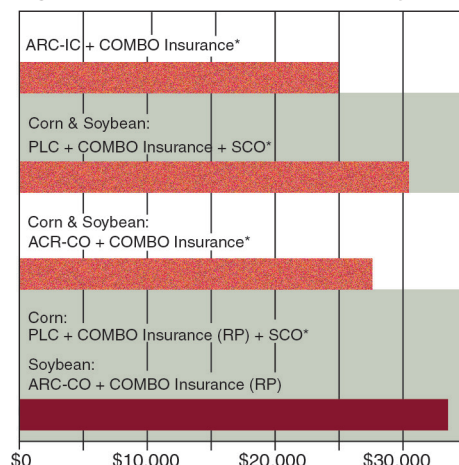 ARC-IC + COMBO Insurance*
Corn & Soybean:
PLC + COMBO Insurance + SCO*
Corn & Soybean:
ACR-CO + COMBO Insurance*
Corn:
PLC + COMBO Insurance (RP) + SCO*
Soybean:
ARC-CO + COMBO Insurance (RP)
$0 $10,000 $20,000 $30,000